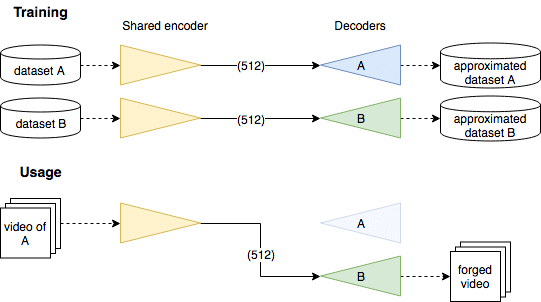 Training
Shared encoder
Decoders
dataset A
(512)
A
approximated
dataset A
dataset B
(512)
B
approximated
dataset B
Usage
video of
A
A
(512)
B
forged
video